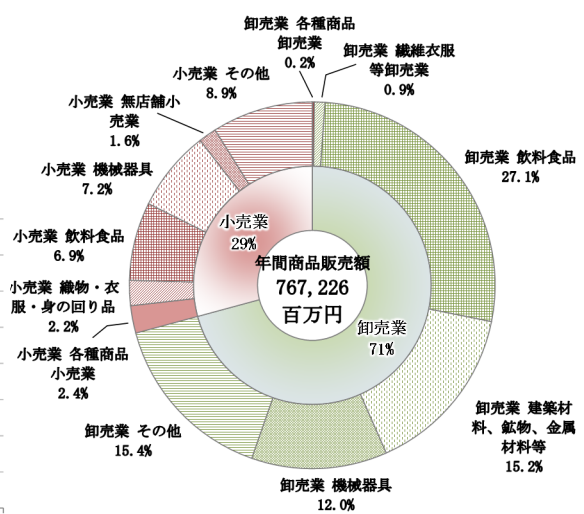 卸売業 各種商品
卸売業
0.2%
卸売業 繊維衣服
等卸売業
0.9%
卸売業 飲料食品
27.1%
卸売業 建築材
料、鉱物、金属
材料等
15.2%
卸売業 機械器具
12.0%
卸売業 その他
15.4%
小売業 各種商品
小売業
2.4%
小売業 織物・衣
服・身の回り品
2.2%
小売業 飲料食品
6.9%
小売業 機械器具
7.2%
小売業 無店舗小
売業
1.6%
小売業 その他
8.9%
小売業
29%
年間商品販売額
767,226
百万円
卸売業
71%